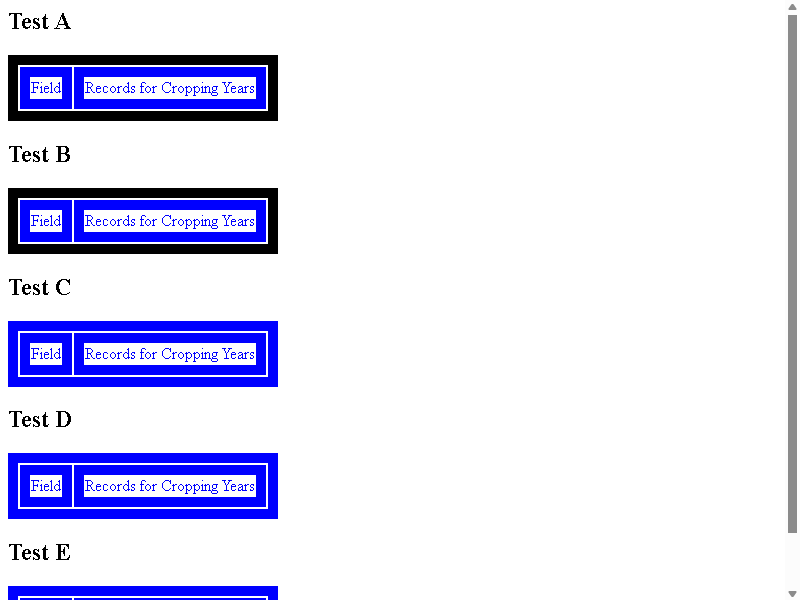 Test A
Field Records for Cropping Years
Test B
Field Records for Cropping Years
Test C
Field Records for Cropping Years
Test D
Field Records for Cropping Years
Test E